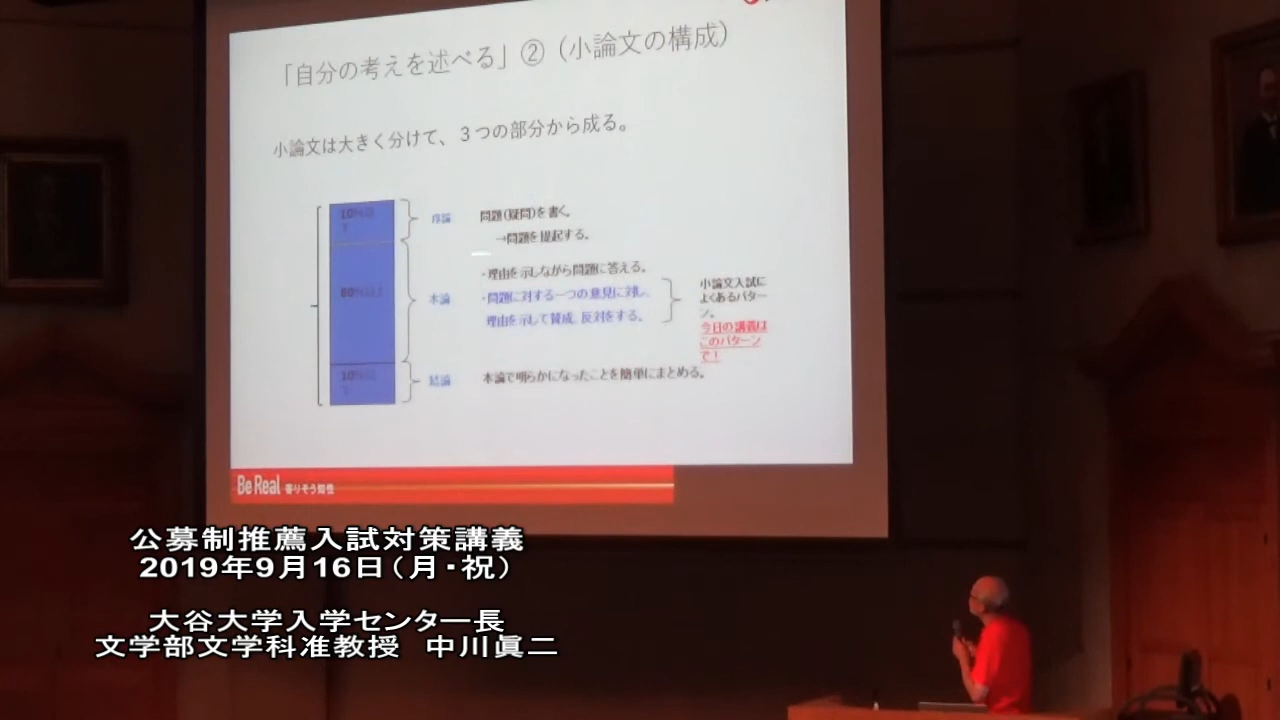 「自分の考えを述べる」②（小論文の構成）
小論文は大きく分けて、３つの部分から成る。
序論
問題(疑問)を書く。
→問題を提起する。
80%以上
本論
・理由を示しながら問題に答える。
・問題に対する一つの意見に対し、
理由を示して賛成、反対をする。
小論文入試に
よくあるパター
ン。
今日の講義は
このパターン
で！
結論
本論で明らかになったことを簡単にまとめる。
Be Real 寄りそう知性
公募制推薦入試対策講義
2019年9月16日（月・祝）
大谷大学入学センター長
文学部文学科准教授　中川眞二